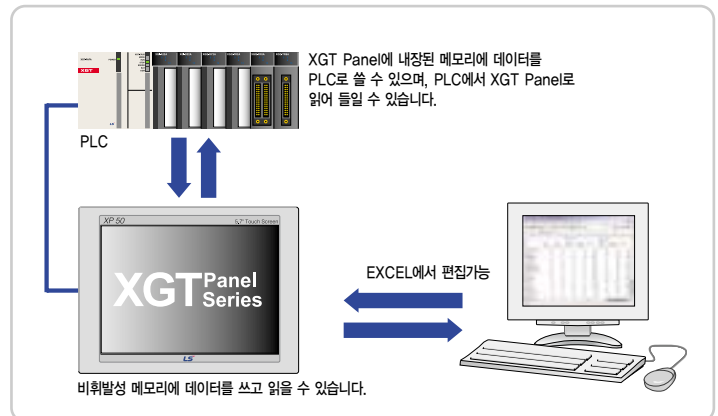 XGT
XGT Panel에 내장된 메모리에 데이터를
PLC로 쓸 수 있으며, PLC에서 XGT Panel로
읽어 들일 수 있습니다.
PLC
XP 50
5.7" Touch Screen
XGT Panel
Series
EXCEL에서 편집가능
LS
비휘발성 메모리에 데이터를 쓰고 읽을 수 있습니다.